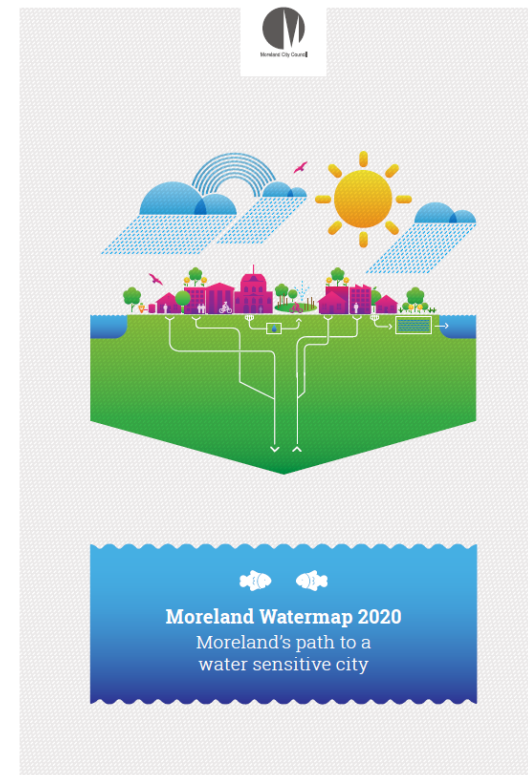 Moreland City Council
Moreland Watermap 2020
Moreland’s path to a
water sensitive city